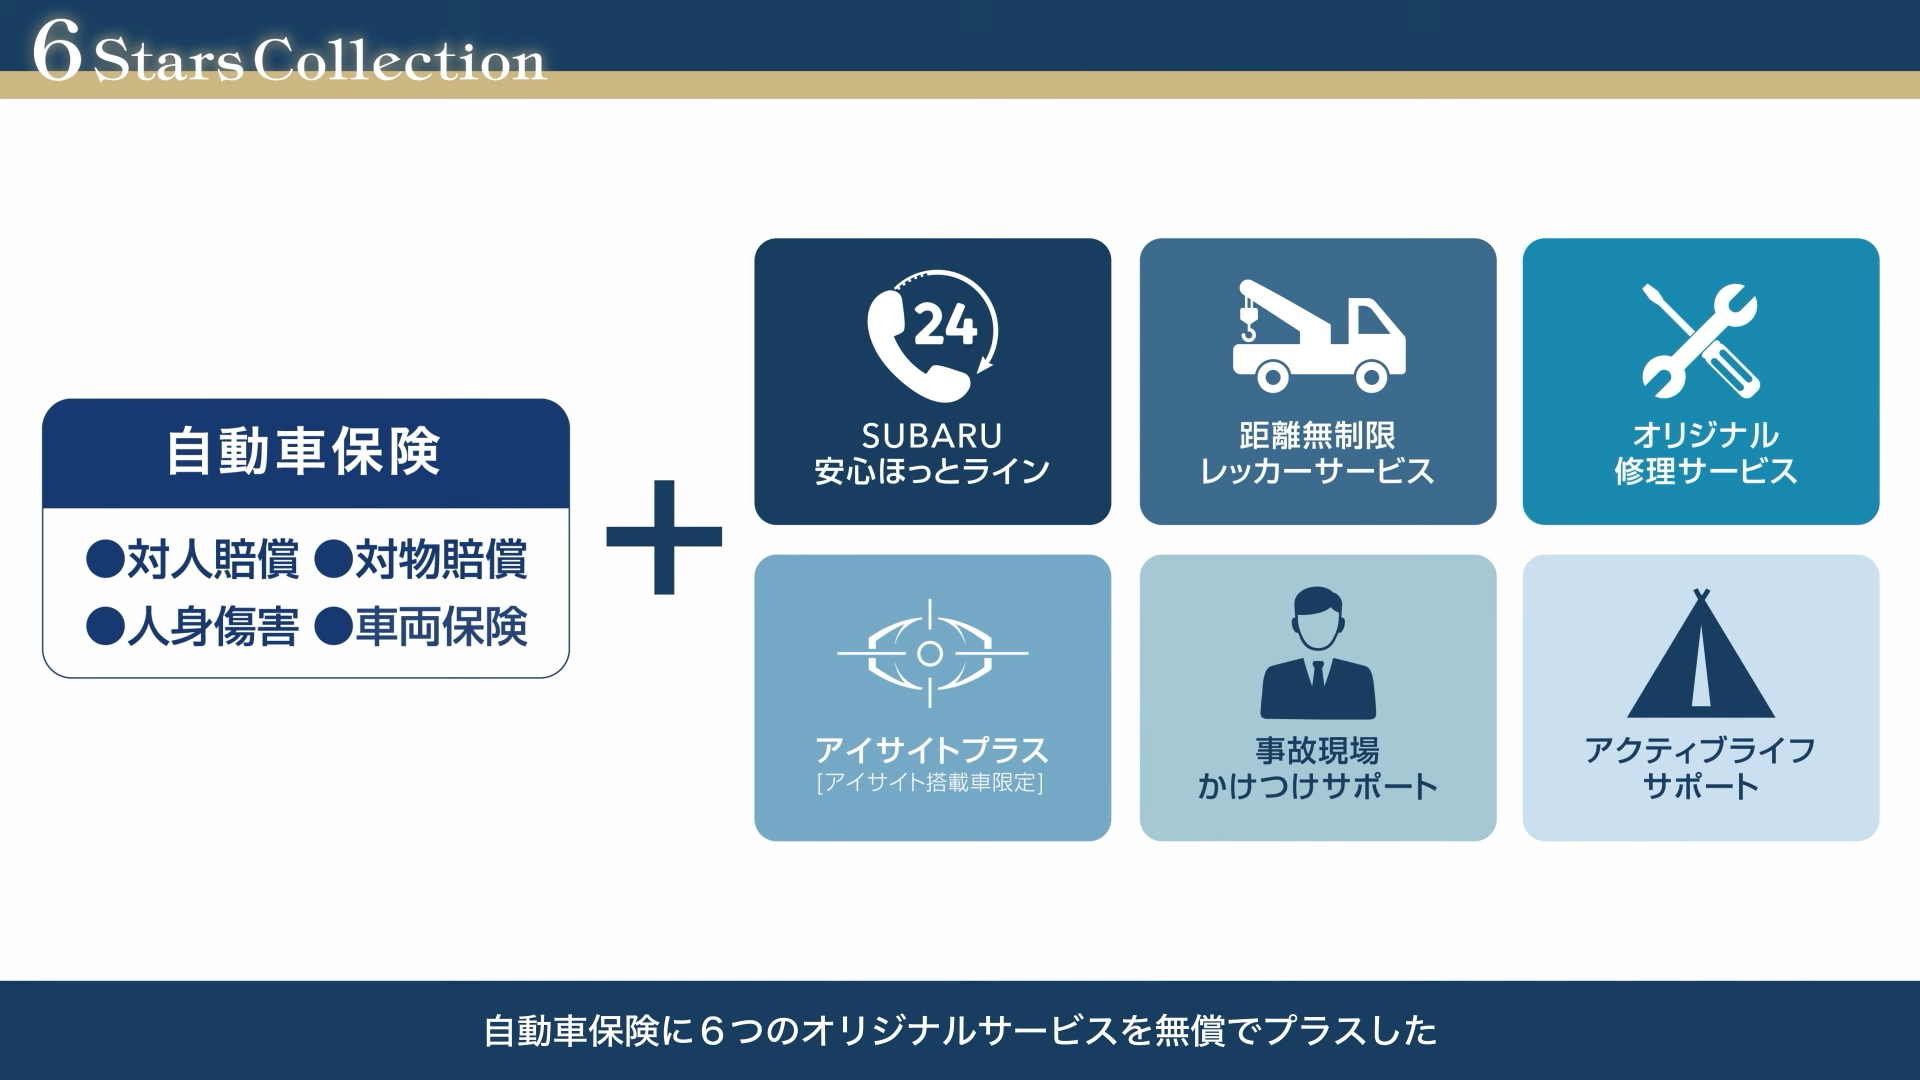 6 Stars Collection
自動車保険
●対人賠償 ●対物賠償
●人身傷害 ●車両保険
24
SUBARU
安心ほっとライン
距離無制限
レッカーサービス
オリジナル
修理サービス
アイサイトプラス
[アイサイト搭載車限定]
事故現場
かけつけサポート
アクティブライフ
サポート
自動車保険に6つのオリジナルサービスを無償でプラスした